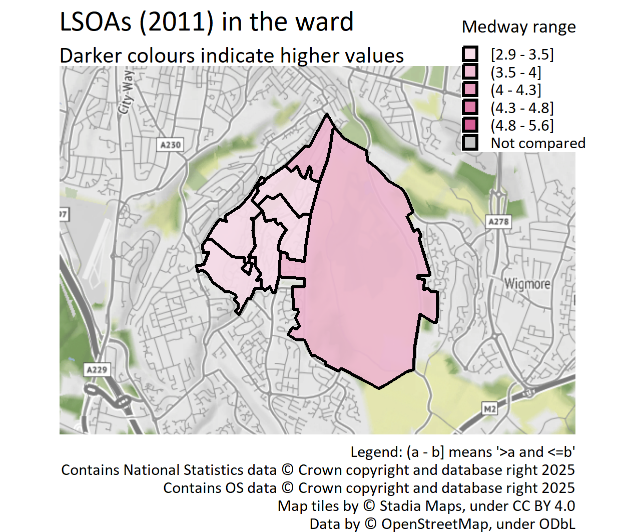 LSOAs (2011) in the ward
Darker colours indicate higher values
Medway range
[2.9 - 3.5]
(3.5 - 4]
(4 - 4.3]
(4.3 - 4.8]
(4.8 - 5.6]
Not compared
City Way
A230
A278
Wigmore
A229
M2
Legend: (a - b] means '>a and <=b'
Contains National Statistics data © Crown copyright and database right 2025
Contains OS data © Crown copyright and database right 2025
Map tiles by © Stadia Maps, under CC BY 4.0
Data by © OpenStreetMap, under ODbL